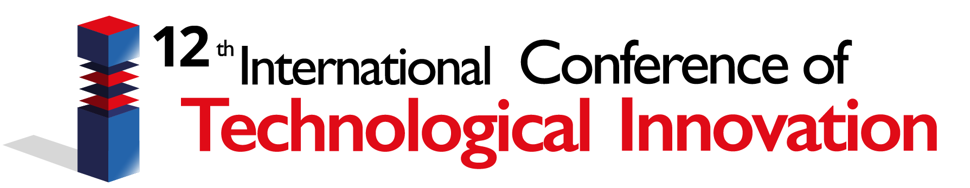 12th International Conference of
Technological Innovation